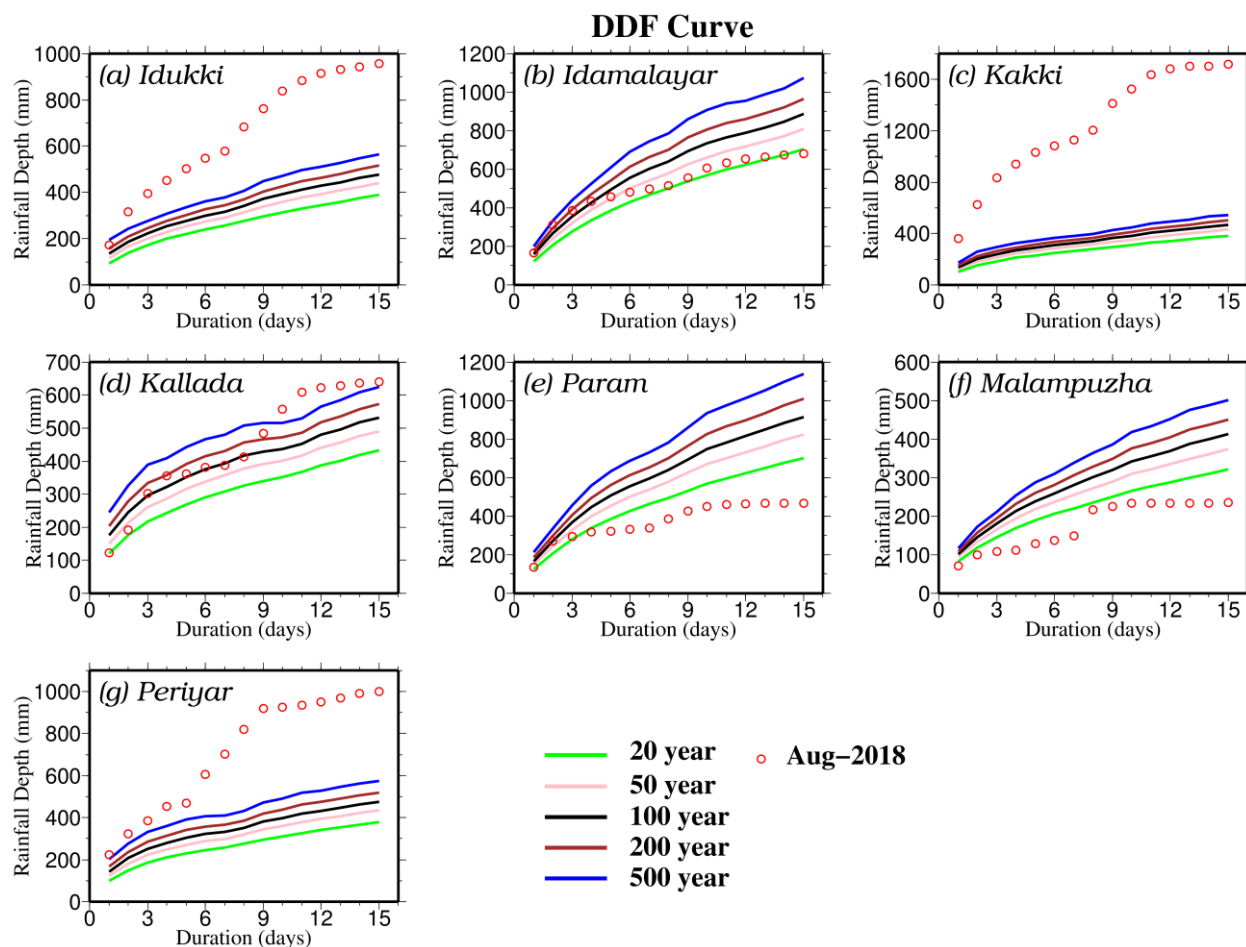 DDF Curve
(a) Idukki
Rainfall Depth (mm)
1000
800
600
400
200
0
0 3 6 9 12 15
Duration (days)
(b) Idamalayar
Rainfall Depth (mm)
1200
1000
800
600
400
200
0
0 3 6 9 12 15
Duration (days)
(c) Kakki
Rainfall Depth (mm)
1600
1200
800
400
0
0 3 6 9 12 15
Duration (days)
(d) Kallada
Rainfall Depth (mm)
700
600
500
400
300
200
100
0
0 3 6 9 12 15
Duration (days)
(e) Param
Rainfall Depth (mm)
1200
1000
800
600
400
200
0
0 3 6 9 12 15
Duration (days)
(f) Malampuzha
Rainfall Depth (mm)
600
500
400
300
200
100
0
0 3 6 9 12 15
Duration (days)
(g) Periyar
Rainfall Depth (mm)
1000
800
600
400
200
0
0 3 6 9 12 15
Duration (days)
20 year
50 year
100 year
200 year
500 year
Aug-2018